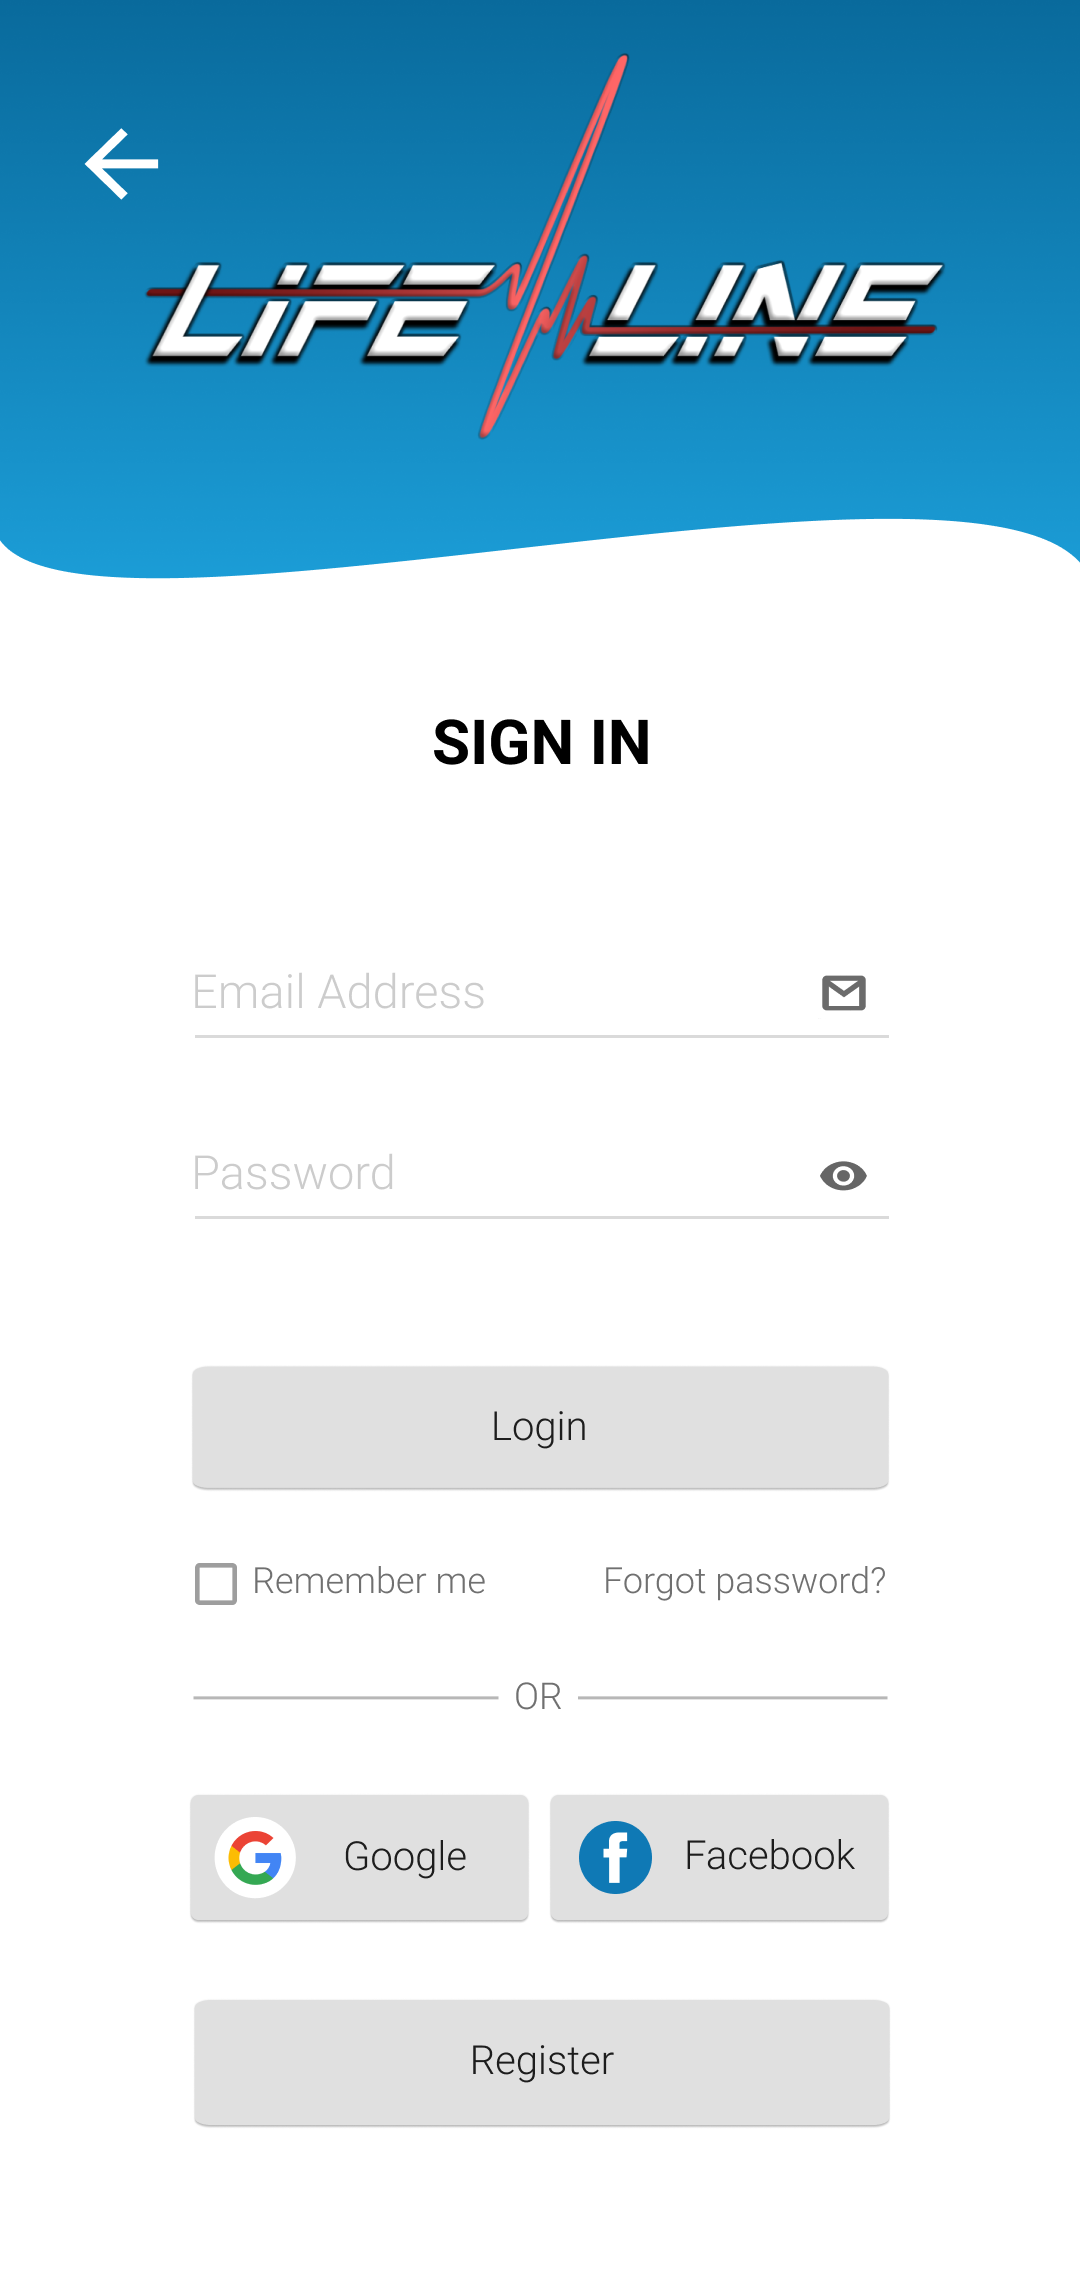 LiFE LINE
SIGN IN
Email Address
Password
Login
Remember me Forgot password?
OR
Google Facebook
Register